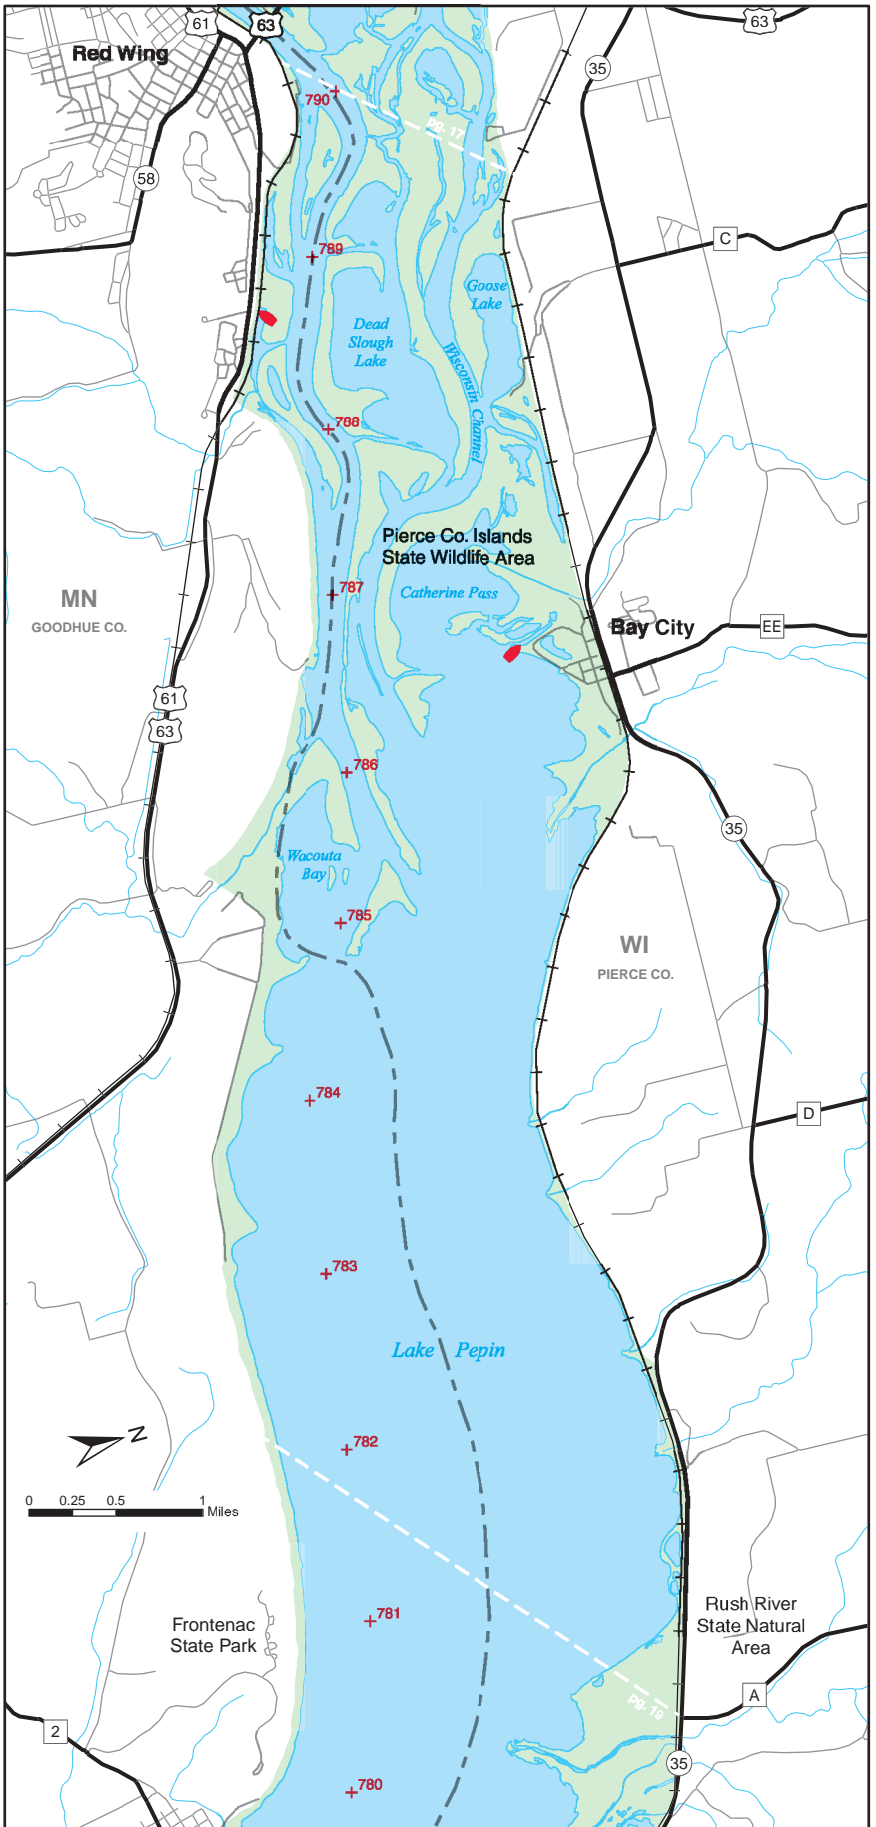 61
63
63
Red Wing
35
790
pg. 17
58
C
789
Goose
Lake
Dead
Slough
Lake
Wisconsin Channel
788
Pierce Co. Islands
State Wildlife Area
787
Catherine Pass
MN
GOODHUE CO.
Bay City
EE
61
63
786
35
Wacouta
Bay
785
WI
PIERCE CO.
784
D
783
Lake Pepin
N
782
0 0.25 0.5 1
Miles
781
Frontenac
State Park
Rush River
State Natural
Area
pg. 19
A
2
35
780